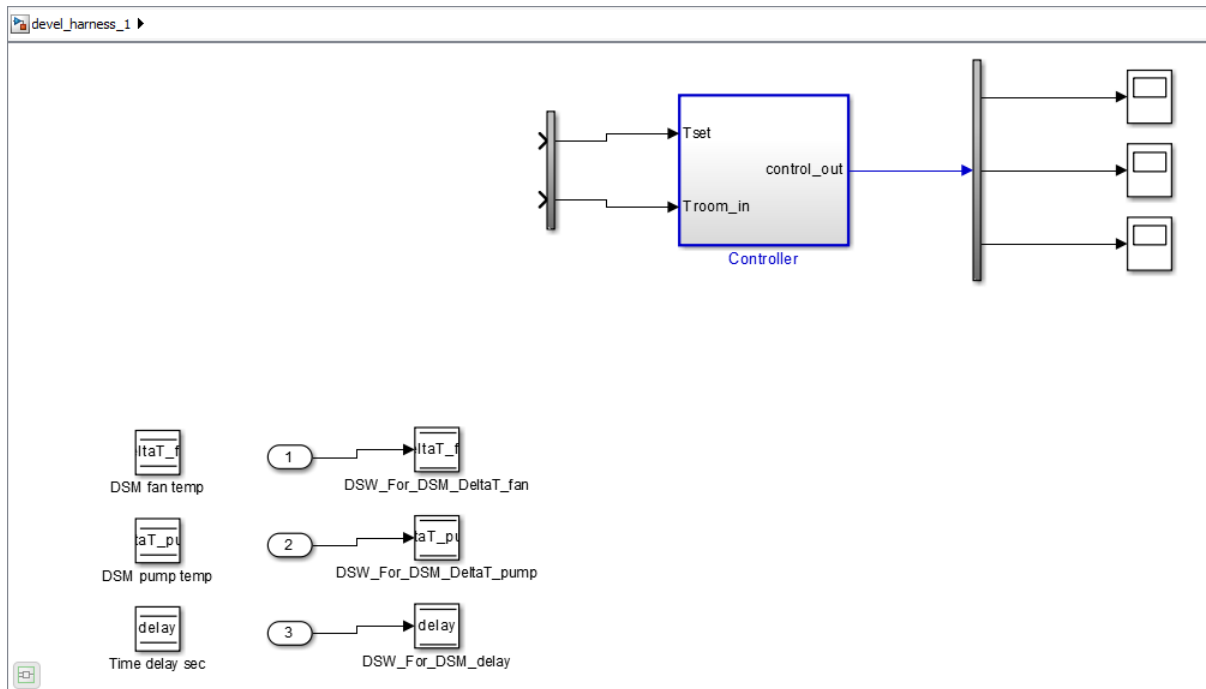 devel_harness_1
Tset
control_out
Troom_in
Controller
ltaT_f
DSM fan temp
1
ltaT_f
DSW_For_DSM_DeltaT_fan
taT_pu
DSM pump temp
2
taT_pu
DSW_For_DSM_DeltaT_pump
delay
Time delay sec
3
delay
DSW_For_DSM_delay